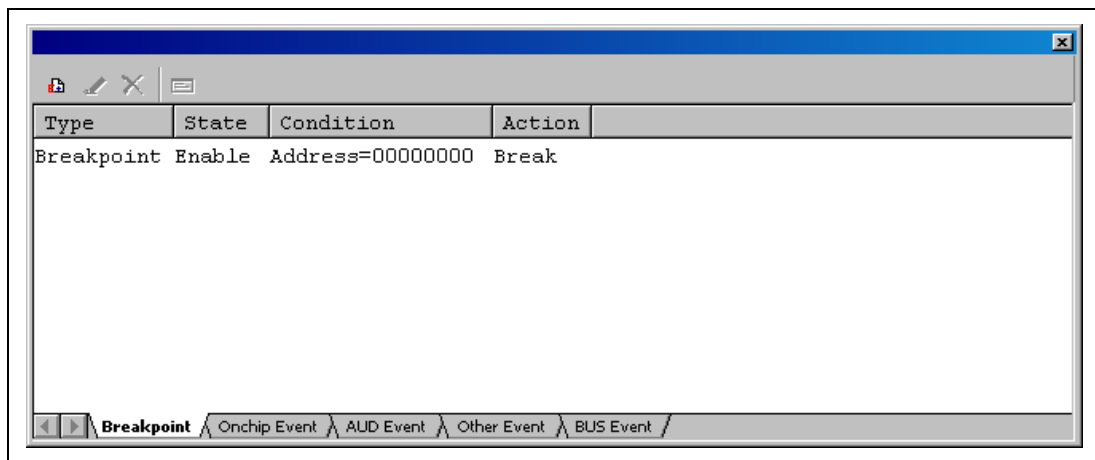 Type State Condition Action
Breakpoint Enable Address=00000000 Break
Breakpoint Onchip Event AUD Event Other Event BUS Event